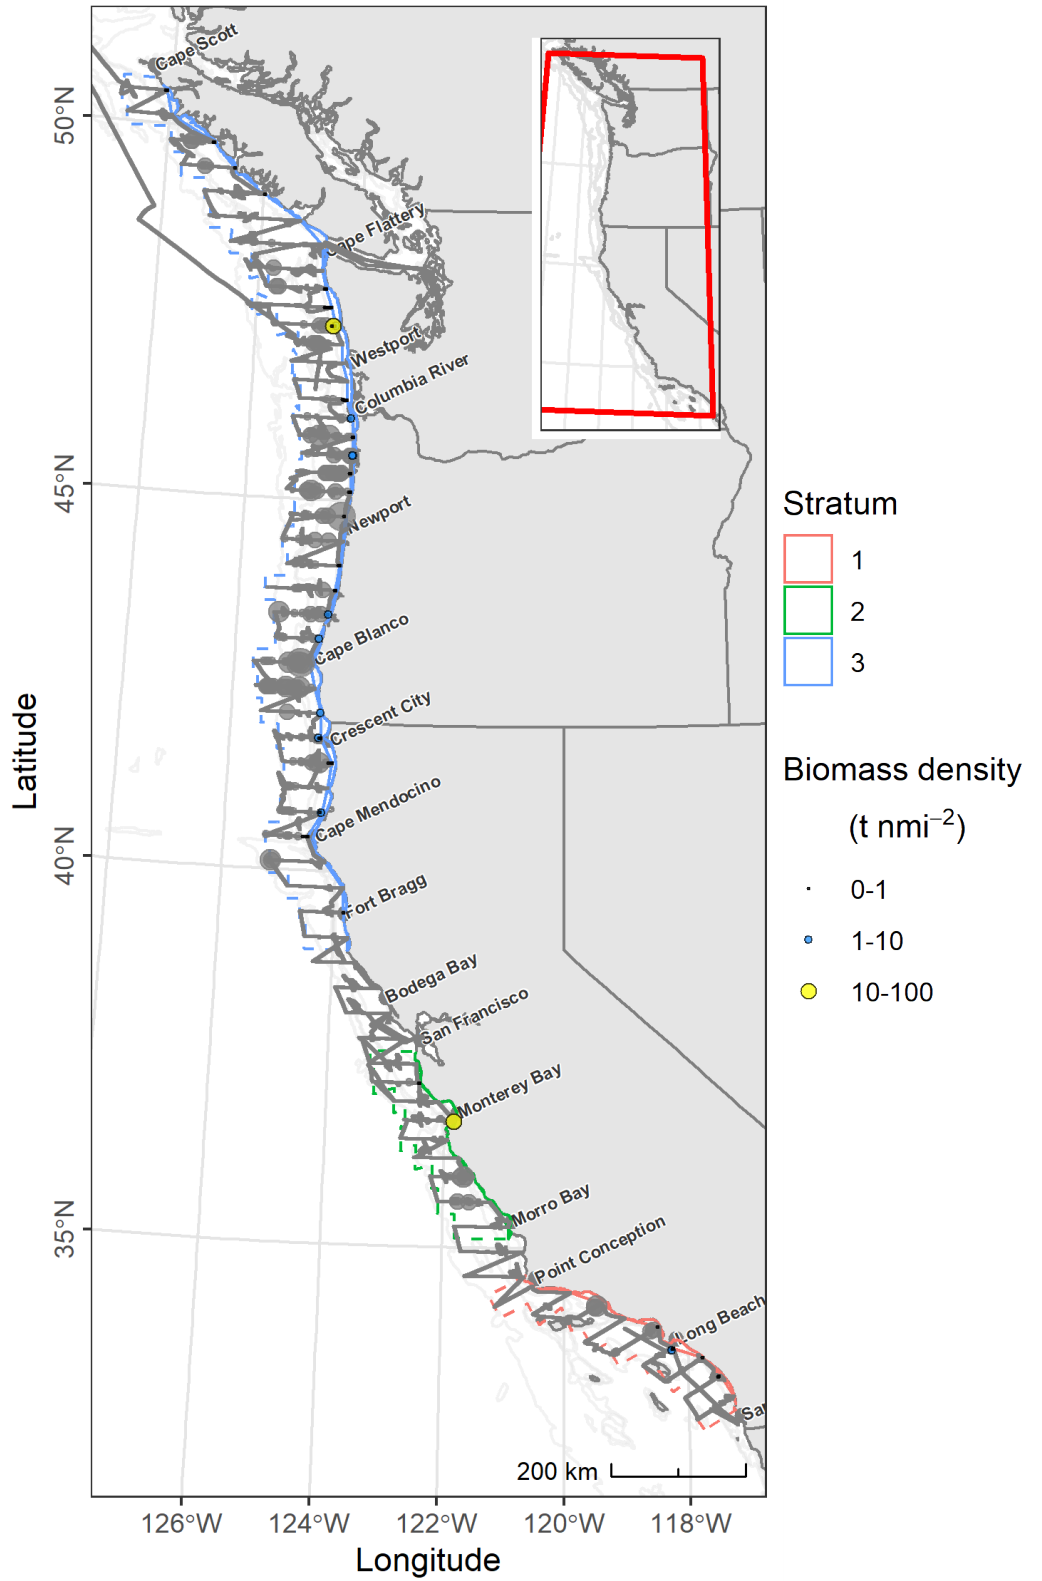 Cape Scott
50°N
Cape Flattery
Westport
Columbia River
45°N
Newport
Cape Blanco
Crescent City
Cape Mendocino
40°N
Fort Bragg
Bodega Bay
San Francisco
Monterey Bay
35°N
Morro Bay
Point Conception
Long Beach
Sar
200 km
126°W 124°W 122°W 120°W 118°W
Longitude
Latitude
Stratum
1
2
3
Biomass density
(t nmi⁻²)
0-1
1-10
10-100